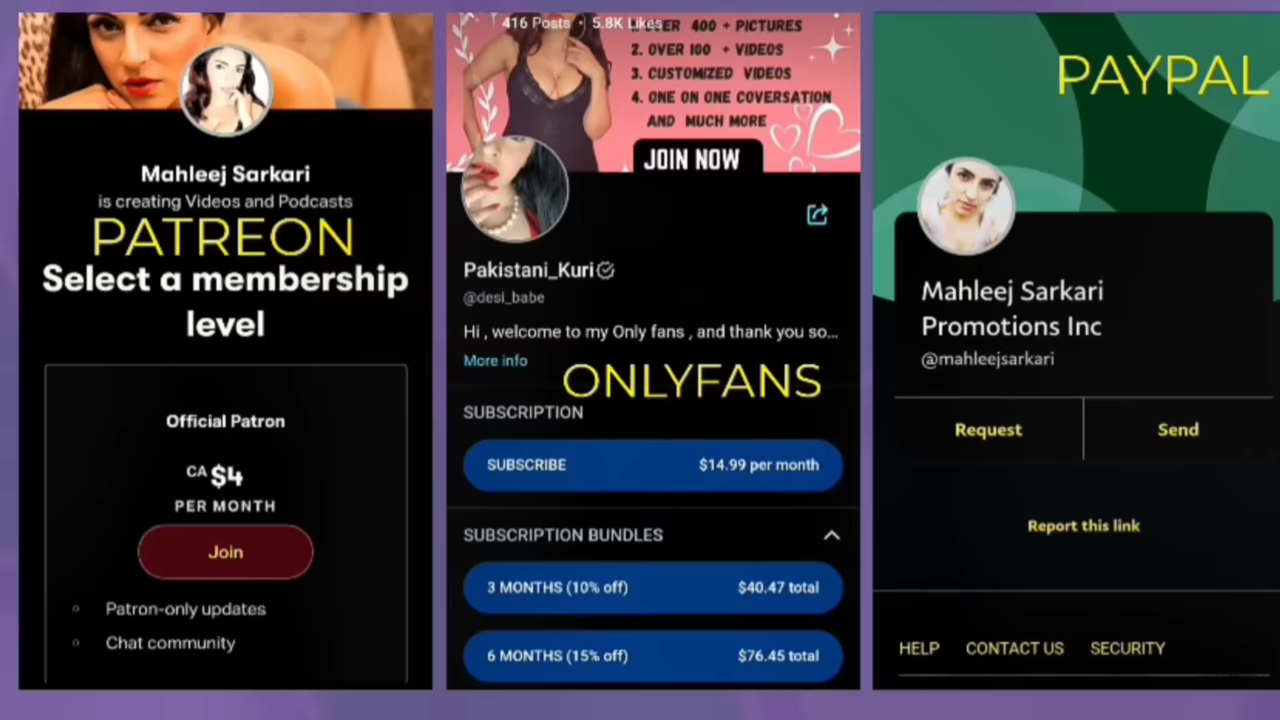 Mahleej Sarkari
is creating Videos and Podcasts
PATREON
Select a membership
level
Official Patron
CA $4
PER MONTH
Join
Patron-only updates
Chat community
416 Posts • 5.8K Likes
1. OVER 400 + PICTURES
2. OVER 100 + VIDEOS
3. CUSTOMIZED VIDEOS
4. ONE ON ONE COVERSATION
AND MUCH MORE
JOIN NOW
Pakistani_Kuri
@desi_babe
Hi , welcome to my Only fans , and thank you so...
More info
ONLYFANS
SUBSCRIPTION
SUBSCRIBE $14.99 per month
SUBSCRIPTION BUNDLES
3 MONTHS (10% off) $40.47 total
6 MONTHS (15% off) $76.45 total
PAYPAL
Mahleej Sarkari
Promotions Inc
@mahleejsarkari
Request Send
Report this link
HELP CONTACT US SECURITY